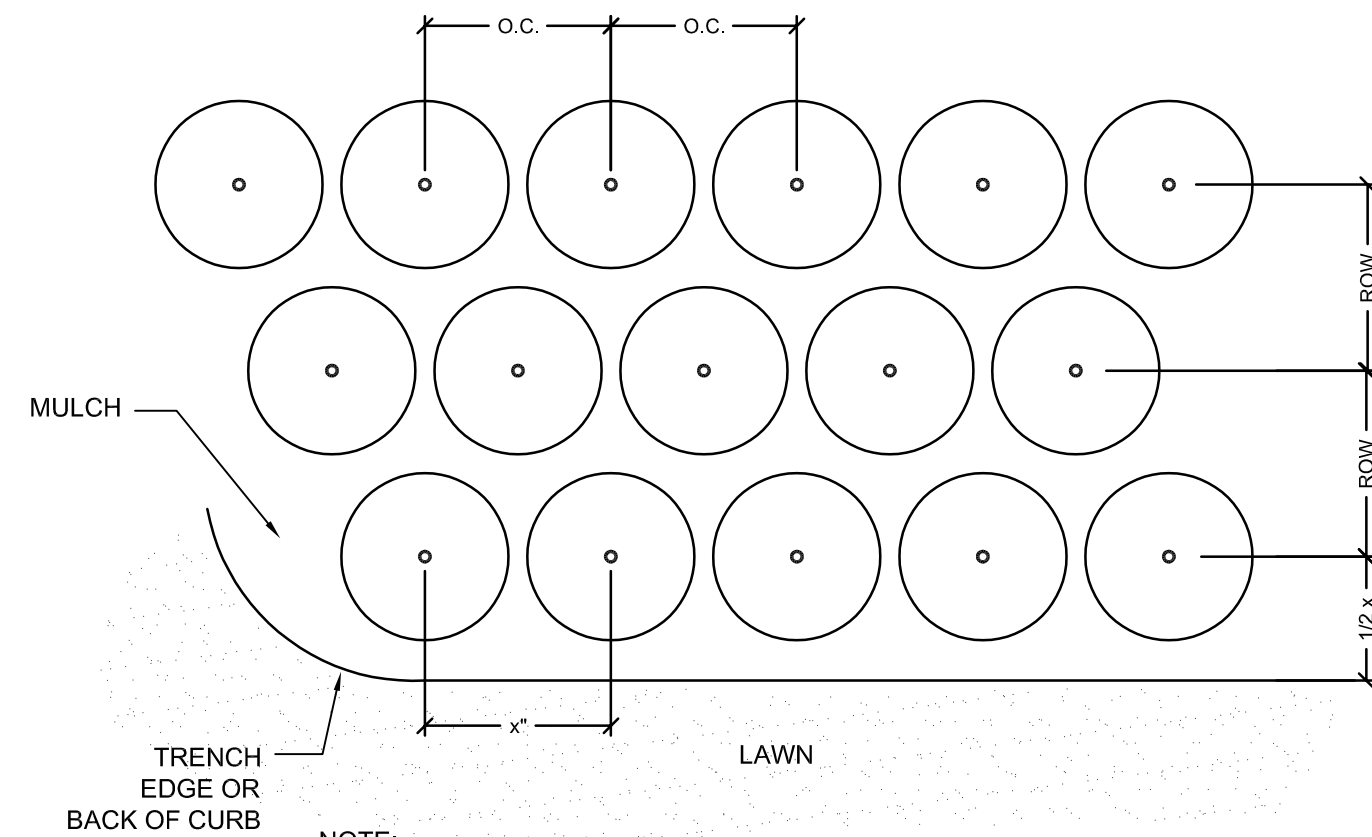 O.C. O.C.
ROW
MULCH
ROW
1/2 x
x"
LAWN
TRENCH
EDGE OR
BACK OF CURB
NOTE: